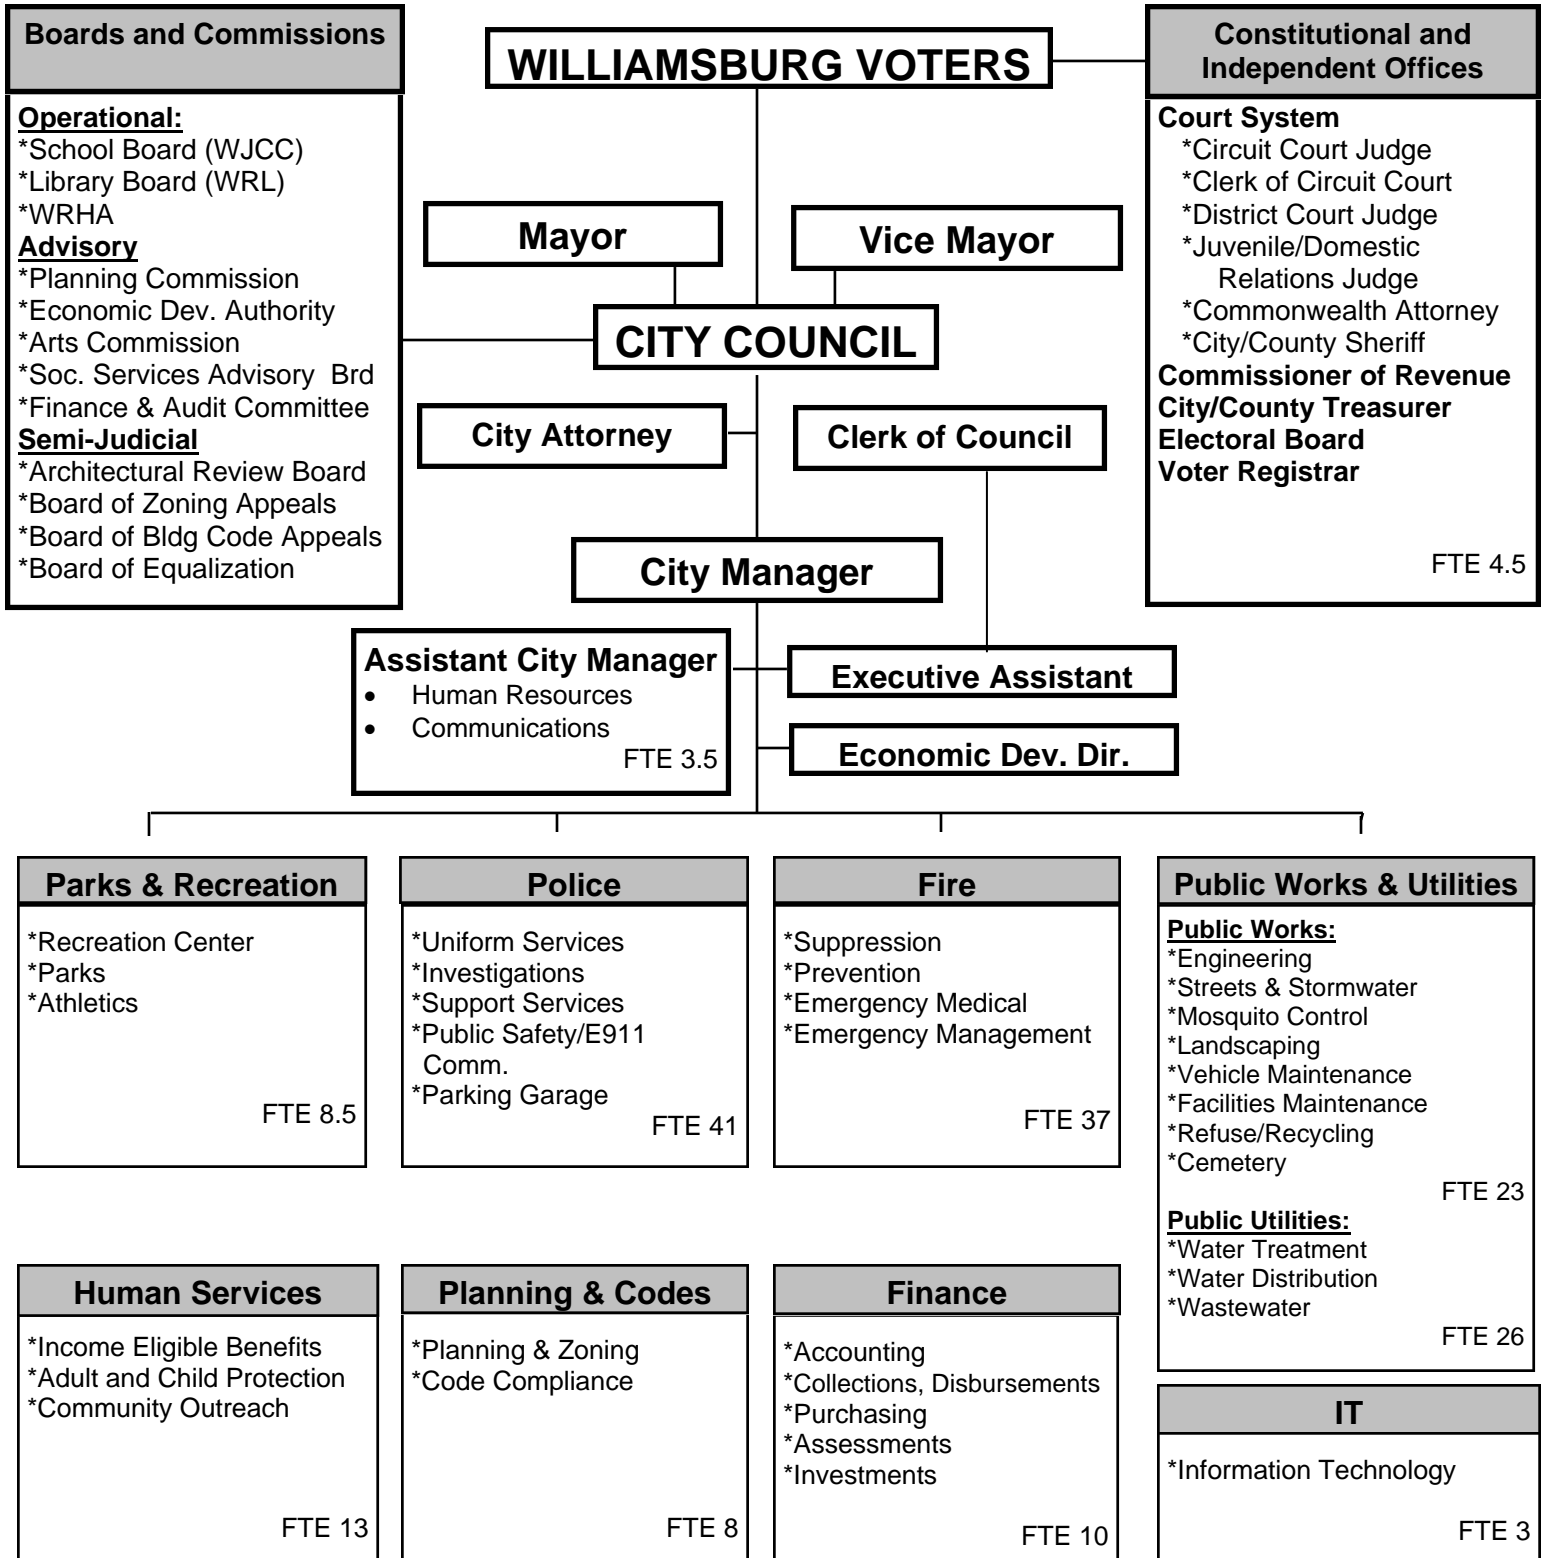 Boards and Commissions
Operational:
*School Board (WJCC)
*Library Board (WRL)
*WRHA
Advisory
*Planning Commission
*Economic Dev. Authority
*Arts Commission
*Soc. Services Advisory Brd
*Finance & Audit Committee
Semi-Judicial
*Architectural Review Board
*Board of Zoning Appeals
*Board of Bldg Code Appeals
*Board of Equalization
WILLIAMSBURG VOTERS
Constitutional and
Independent Offices
Court System
*Circuit Court Judge
*Clerk of Circuit Court
*District Court Judge
*Juvenile/Domestic
Relations Judge
*Commonwealth Attorney
*City/County Sheriff
Commissioner of Revenue
City/County Treasurer
Electoral Board
Voter Registrar
FTE 4.5
Mayor
Vice Mayor
CITY COUNCIL
City Attorney
Clerk of Council
City Manager
Assistant City Manager
• Human Resources
• Communications
FTE 3.5
Executive Assistant
Economic Dev. Dir.
Parks & Recreation
*Recreation Center
*Parks
*Athletics
FTE 8.5
Police
*Uniform Services
*Investigations
*Support Services
*Public Safety/E911
Comm.
*Parking Garage
FTE 41
Fire
*Suppression
*Prevention
*Emergency Medical
*Emergency Management
FTE 37
Public Works & Utilities
Public Works:
*Engineering
*Streets & Stormwater
*Mosquito Control
*Landscaping
*Vehicle Maintenance
*Facilities Maintenance
*Refuse/Recycling
*Cemetery
FTE 23
Public Utilities:
*Water Treatment
*Water Distribution
*Wastewater
FTE 26
Human Services
*Income Eligible Benefits
*Adult and Child Protection
*Community Outreach
FTE 13
Planning & Codes
*Planning & Zoning
*Code Compliance
FTE 8
Finance
*Accounting
*Collections, Disbursements
*Purchasing
*Assessments
*Investments
FTE 10
IT
*Information Technology
FTE 3